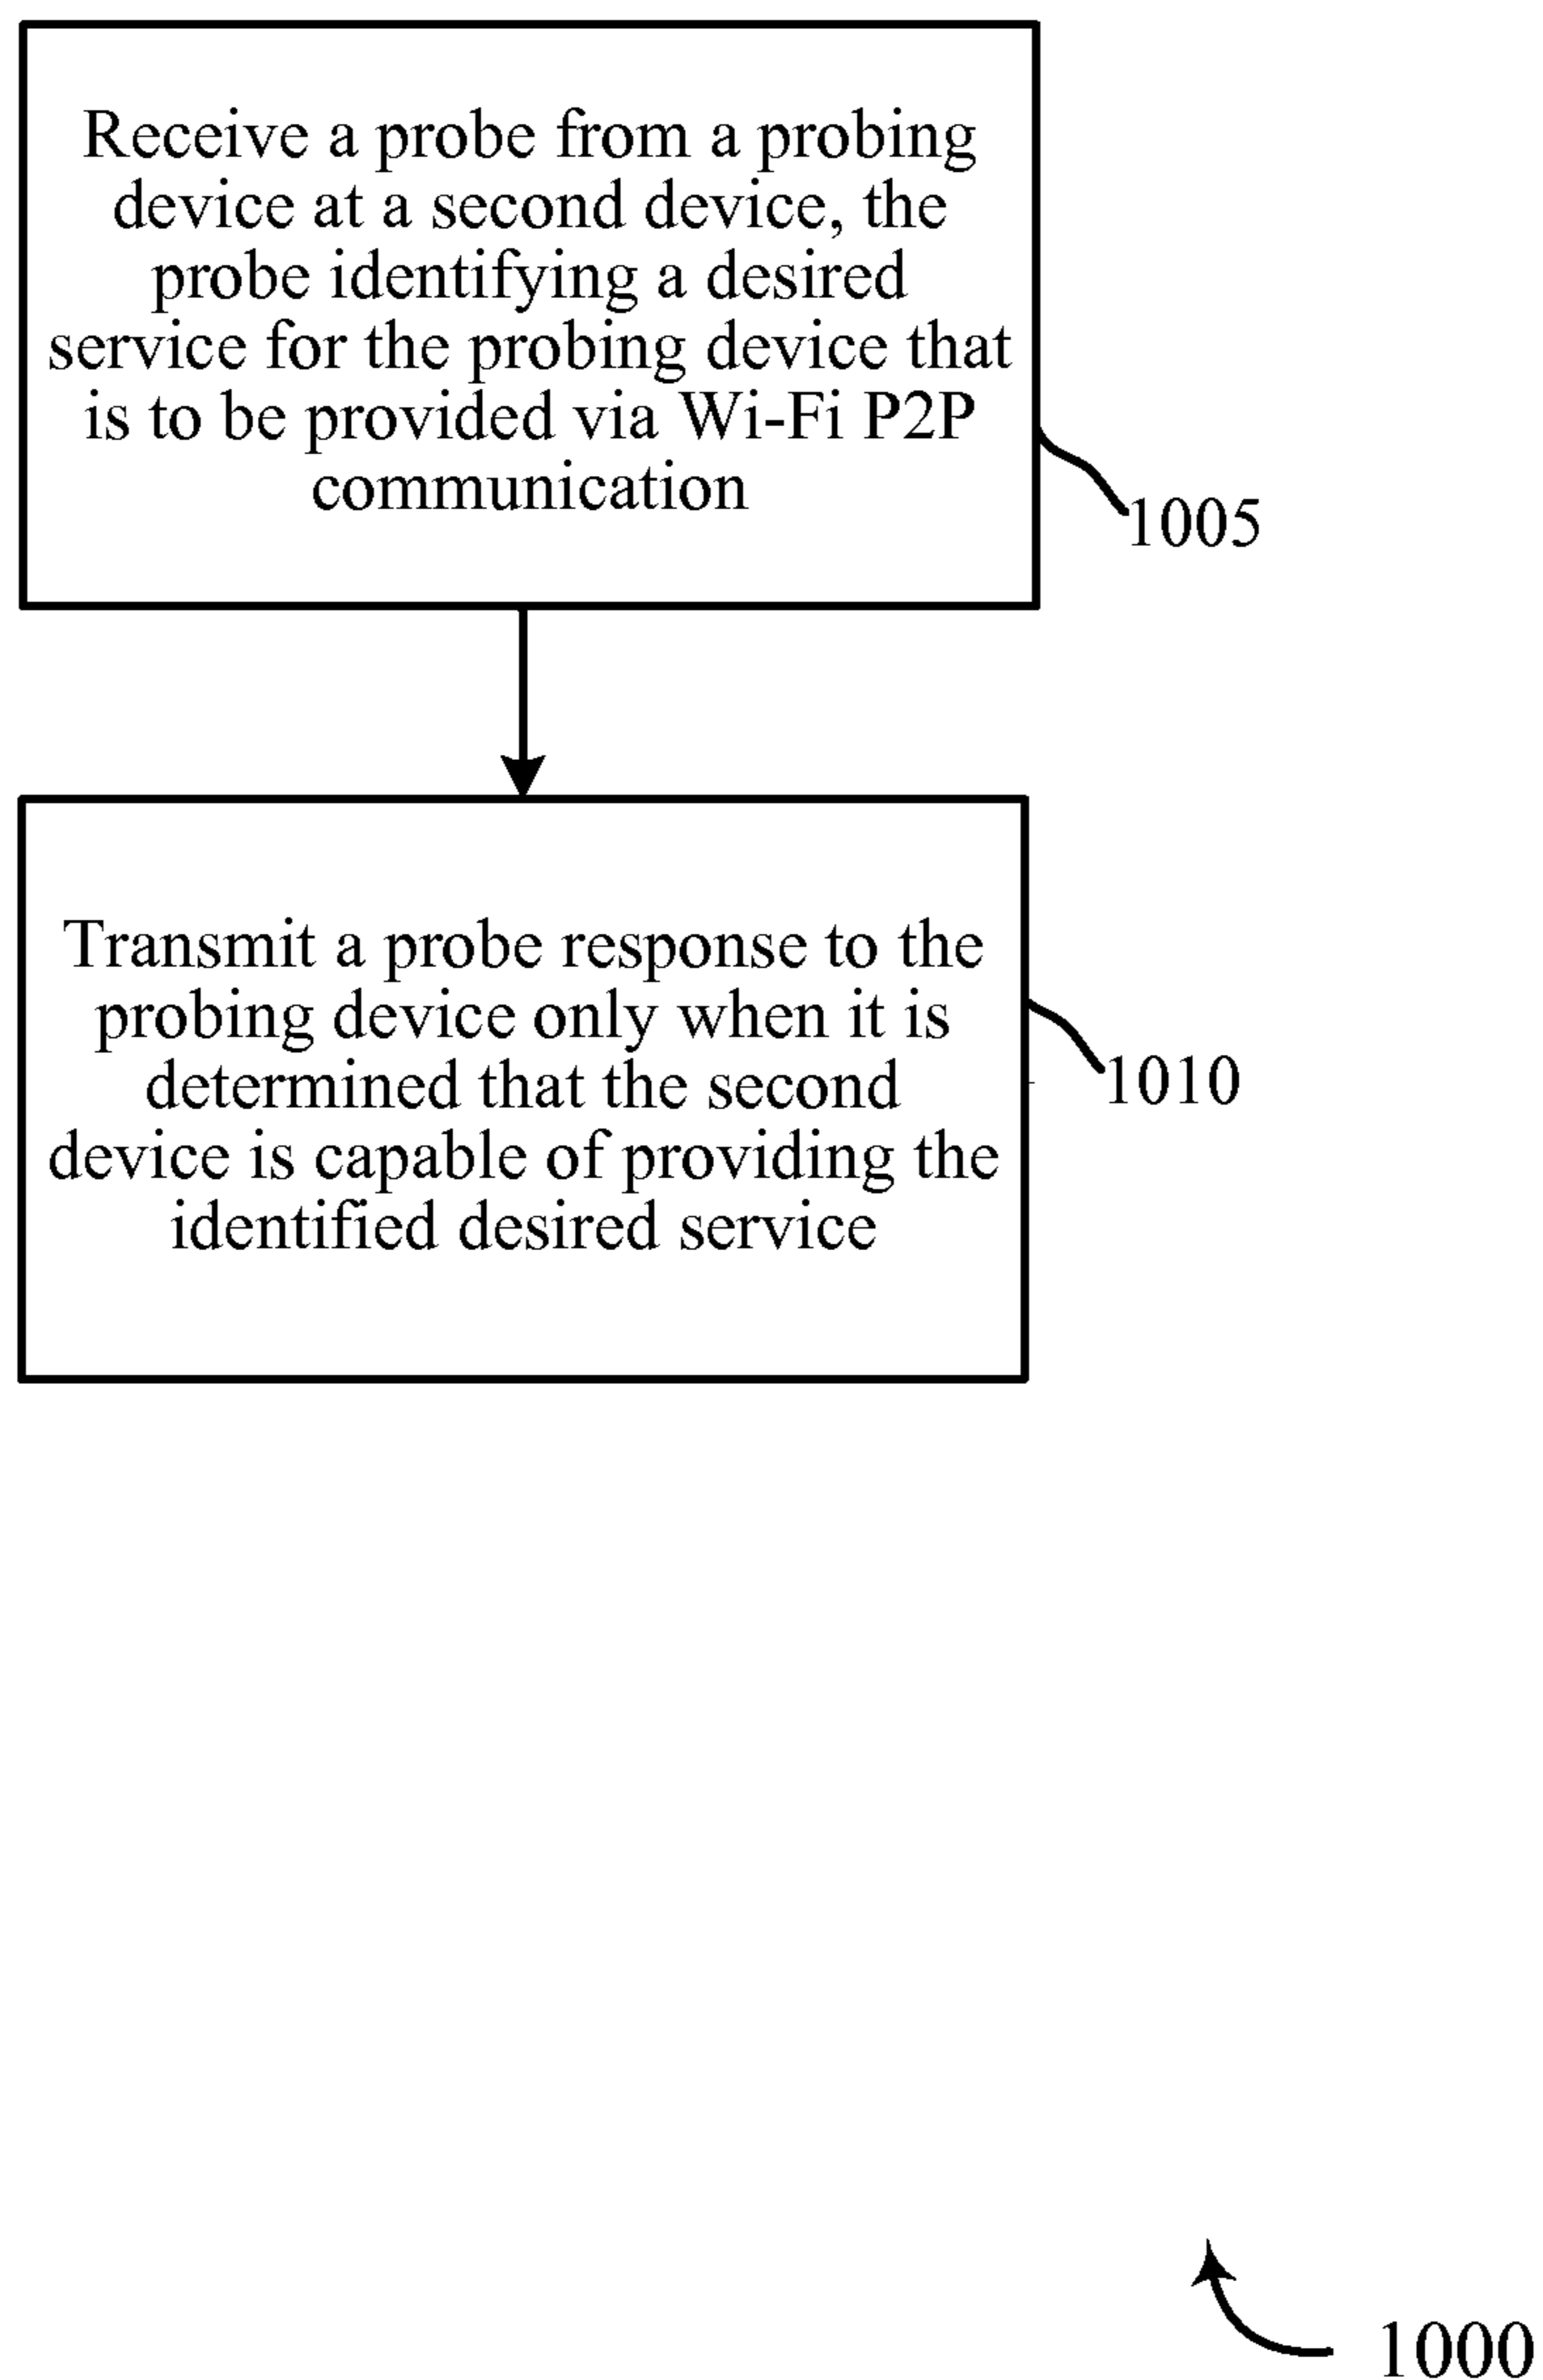 Receive a probe from a probing
device at a second device, the
probe identifying a desired
service for the probing device that
is to be provided via Wi-Fi P2P
communication
1005
Transmit a probe response to the
probing device only when it is
determined that the second
device is capable of providing the
identified desired service
1010
1000